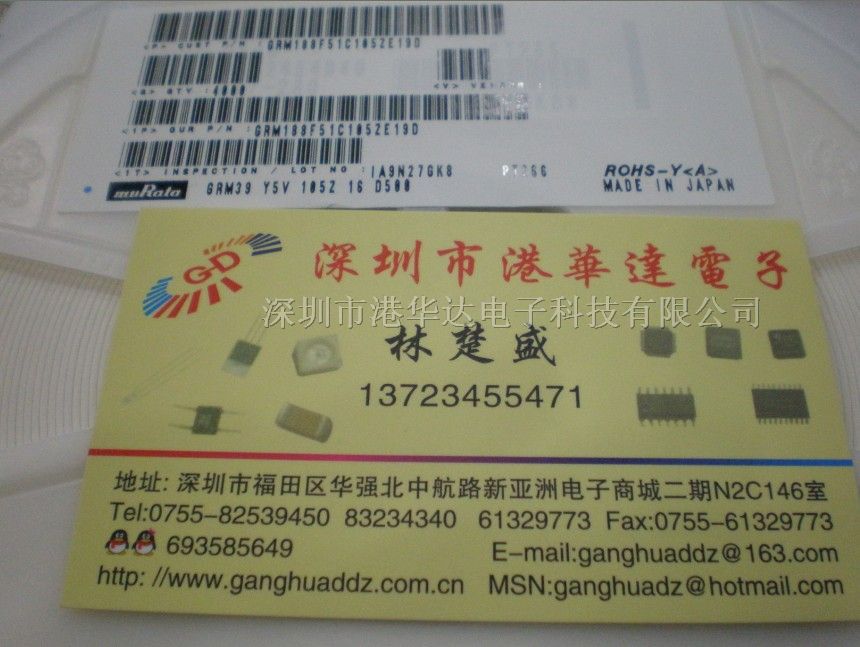 <P> CUST P/N :GRM188F51C105ZE19D
<Q> QTY :4000
<V>
<1P> OUR P/N :GRM188F51C105ZE19D
<1T> INSPECTION / LOT NO :IA9N27GK8
ROHS-Y<A>
muRata GRM39 Y5V 105Z 16 D500 MADE IN JAPAN
GD 深圳市港華達電子
深圳市港华达电子科技有限公司
林楚盛
13723455471
地址: 深圳市福田区华强北中航路新亚洲电子商城二期N2C146室
Tel:0755-82539450 83234340 61329773 Fax:0755-61329773
693585649 E-mail:ganghuaddz@163.com
http: //www.ganghuaddz.com.cn MSN:ganghuadz@hotmail.com